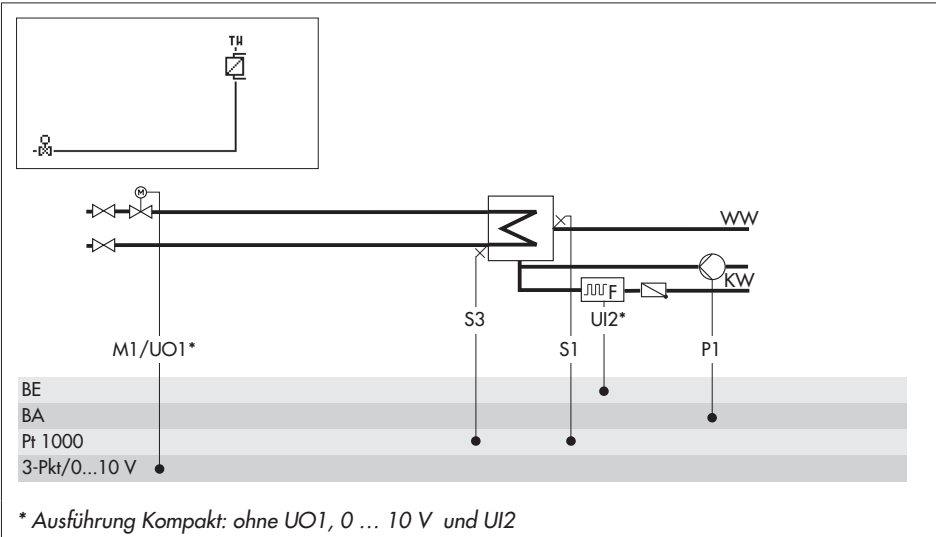 TW
M
WW
KW
F
S3
UI2*
M1/UO1*
S1
P1
BE
BA
Pt 1000
3-Pkt/0...10 V
* Ausführung Kompakt: ohne UO1, 0 ... 10 V und UI2